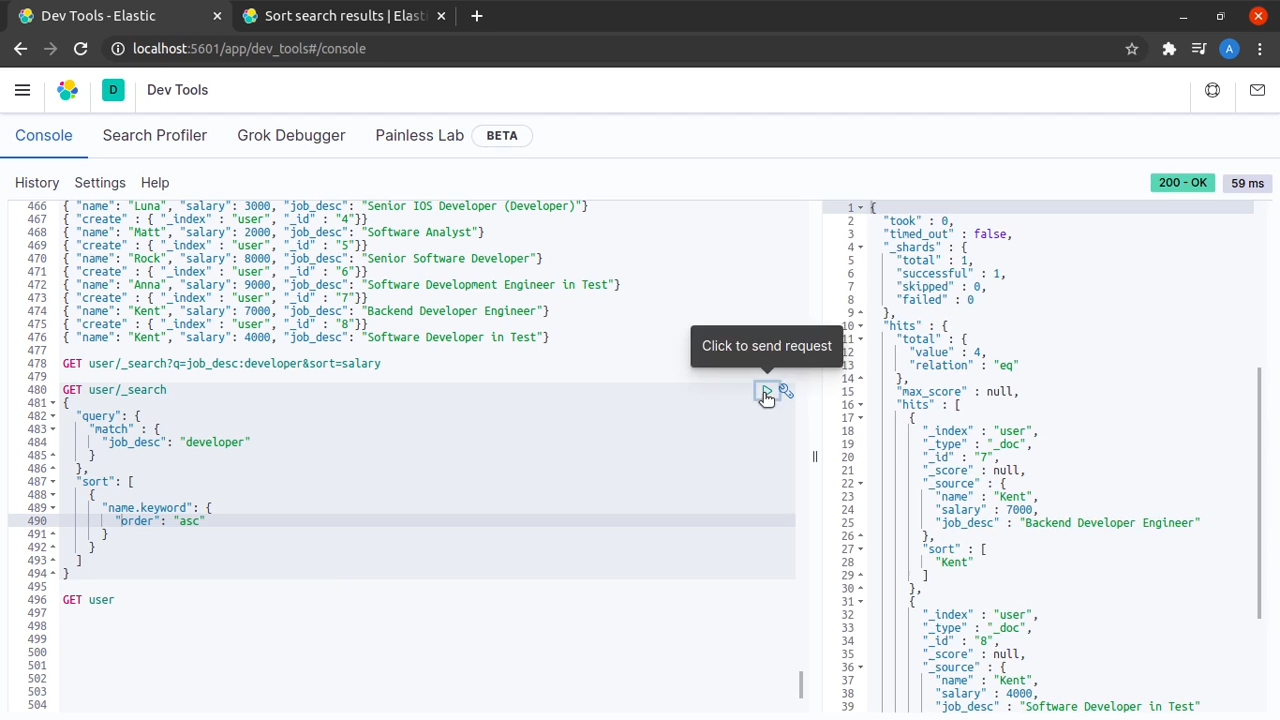 Dev Tools - Elastic
Sort search results | Elasti
localhost:5601/app/dev_tools#/console
A
D
Dev Tools
Console
Search Profiler
Grok Debugger
Painless Lab
BETA
History
Settings
Help
200 - OK
59 ms
466 { "name": "Luna", "salary": 3000, "job_desc": "Senior IOS Developer (Developer)"}
467 { "create" : { "_index" : "user", "_id" : "4"}}
468 { "name": "Matt", "salary": 2000, "job_desc": "Software Analyst"}
469 { "create" : { "_index" : "user", "_id" : "5"}}
470 { "name": "Rock", "salary": 8000, "job_desc": "Senior Software Developer"}
471 { "create" : { "_index" : "user", "_id" : "6"}}
472 { "name": "Anna", "salary": 9000, "job_desc": "Software Development Engineer in Test"}
473 { "create" : { "_index" : "user", "_id" : "7"}}
474 { "name": "Kent", "salary": 7000, "job_desc": "Backend Developer Engineer"}
475 { "create" : { "_index" : "user", "_id" : "8"}}
476 { "name": "Kent", "salary": 4000, "job_desc": "Software Developer in Test"}
477
478 GET user/_search?q=job_desc:developer&sort=salary
479
480 GET user/_search
481 {
482 "query": {
483 "match" : {
484 "job_desc": "developer"
485 }
486 },
487 "sort": [
488 {
489 "name.keyword": {
490 "order": "asc"
491 }
492 }
493 ]
494 }
495
496 GET user
497
498
499
500
501
502
503
504
Click to send request
1 {
2 "took" : 0,
3 "timed_out" : false,
4 "_shards" : {
5 "total" : 1,
6 "successful" : 1,
7 "skipped" : 0,
8 "failed" : 0
9 },
10 "hits" : {
11 "total" : {
12 "value" : 4,
13 "relation" : "eq"
14 },
15 "max_score" : null,
16 "hits" : [
17 {
18 "_index" : "user",
19 "_type" : "_doc",
20 "_id" : "7",
21 "_score" : null,
22 "_source" : {
23 "name" : "Kent",
24 "salary" : 7000,
25 "job_desc" : "Backend Developer Engineer"
26 },
27 "sort" : [
28 "Kent"
29 ]
30 },
31 {
32 "_index" : "user",
33 "_type" : "_doc",
34 "_id" : "8",
35 "_score" : null,
36 "_source" : {
37 "name" : "Kent",
38 "salary" : 4000,
39 "job_desc" : "Software Developer in Test"